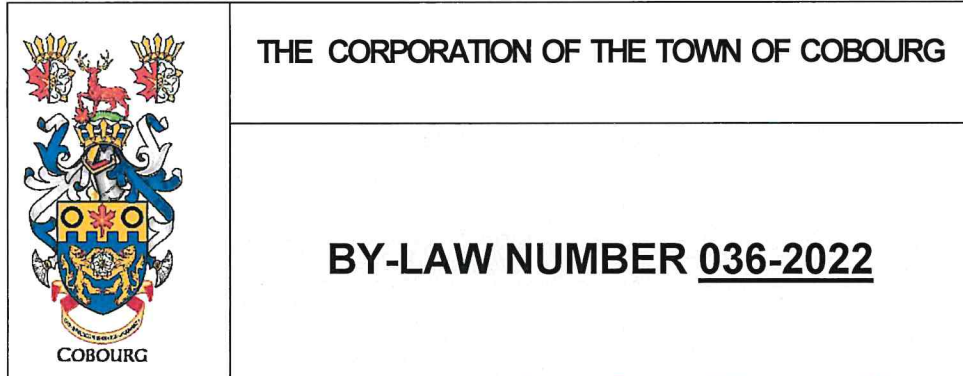 THE CORPORATION OF THE TOWN OF COBOURG
BY-LAW NUMBER 036-2022
COBOURG